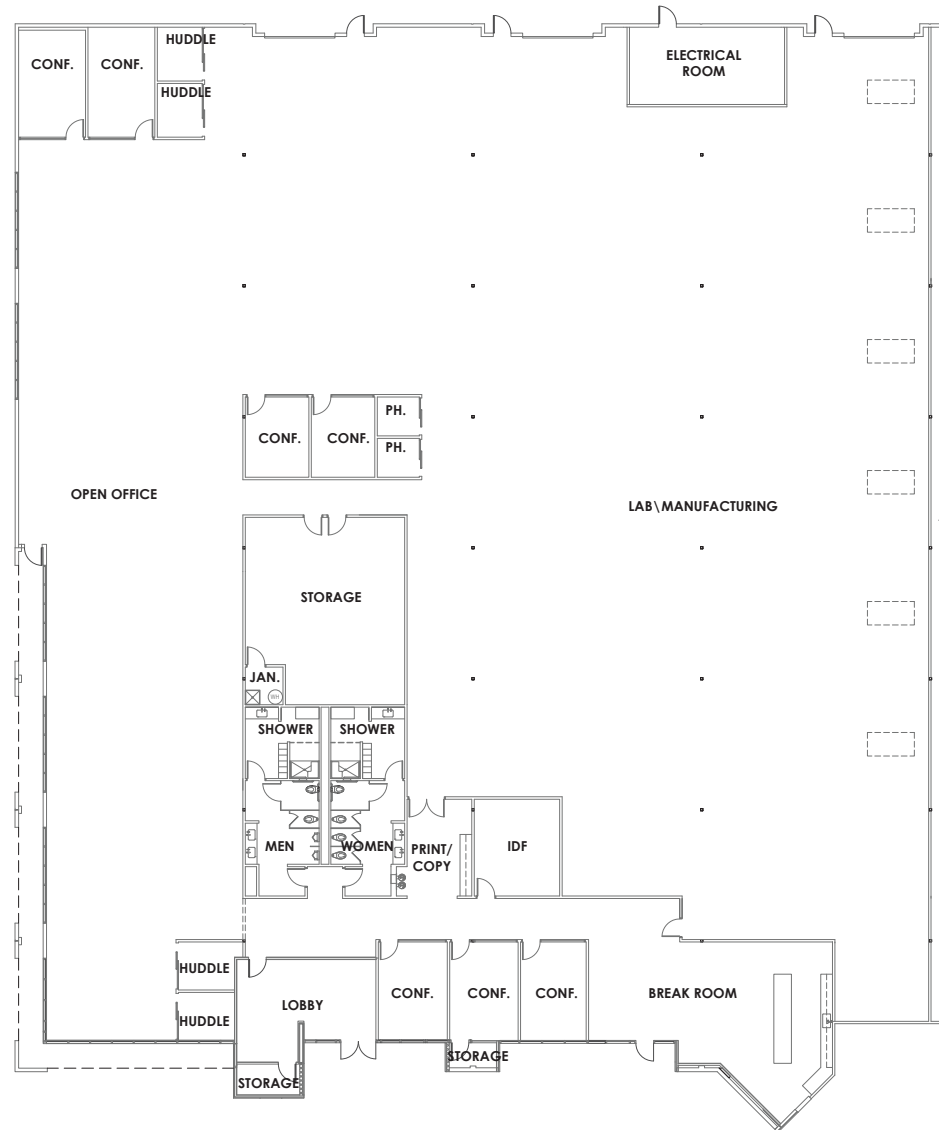 HUDDLE
CONF.
CONF.
HUDDLE
ELECTRICAL
ROOM
CONF.
CONF.
PH.
PH.
OPEN OFFICE
LAB\MANUFACTURING
STORAGE
JAN.
WH
SHOWER
SHOWER
MEN
WOMEN
PRINT/
COPY
IDF
HUDDLE
HUDDLE
LOBBY
CONF.
CONF.
CONF.
BREAK ROOM
STORAGE
STORAGE